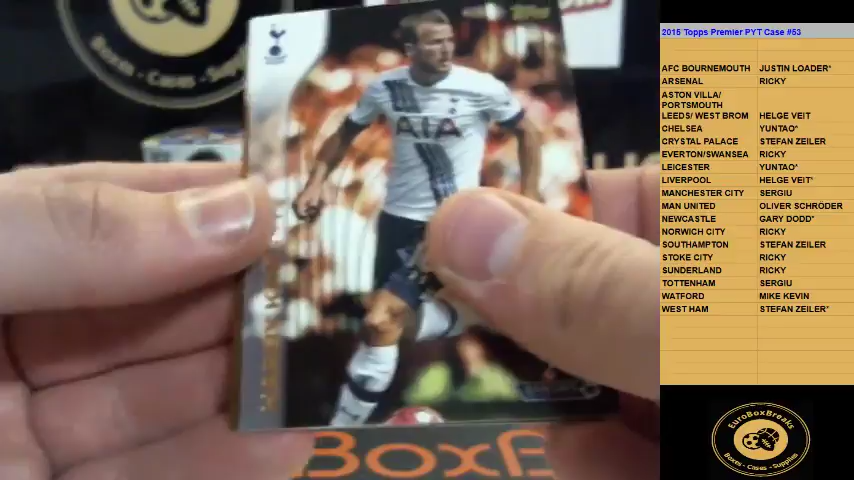 Topps
AIA
BoxB
2015 Topps Premier PYT Case #53
AFC BOURNEMOUTH JUSTIN LOADER*
ARSENAL RICKY
ASTON VILLA/
PORTSMOUTH
LEEDS/ WEST BROM HELGE VEIT
CHELSEA YUNTAO*
CRYSTAL PALACE STEFAN ZEILER
EVERTON/SWANSEA RICKY
LEICESTER YUNTAO*
LIVERPOOL HELGE VEIT*
MANCHESTER CITY SERGIU
MAN UNITED OLIVER SCHRÖDER
NEWCASTLE GARY DODD*
NORWICH CITY RICKY
SOUTHAMPTON STEFAN ZEILER
STOKE CITY RICKY
SUNDERLAND RICKY
TOTTENHAM SERGIU
WATFORD MIKE KEVIN
WEST HAM STEFAN ZEILER*
EuroBoxBreaks
Boxes - Cases - Supplies